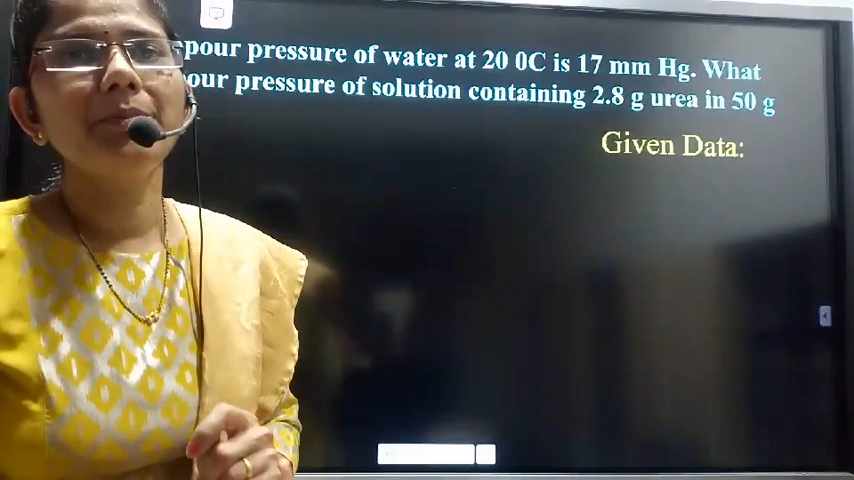 pour pressure of water at 20 0C is 17 mm Hg. What
pour pressure of solution containing 2.8 g urea in 50 g
Given Data: